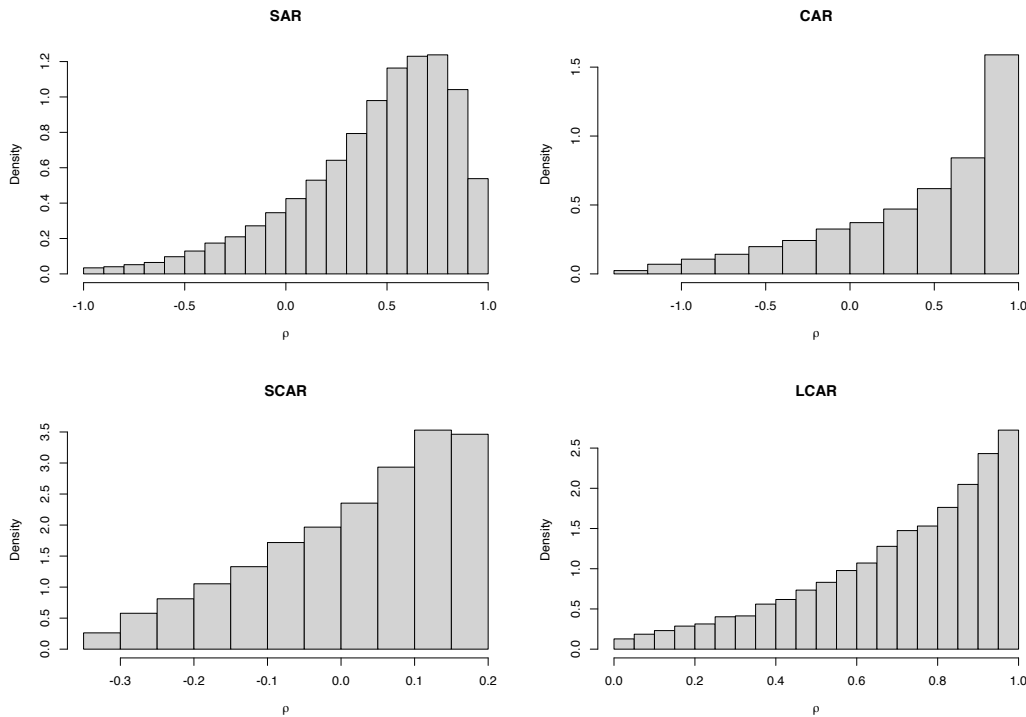 SAR
Density
0.0 0.2 0.4 0.6 0.8 1.0 1.2
-1.0 -0.5 0.0 0.5 1.0
ρ
CAR
Density
0.0 0.5 1.0 1.5
-1.0 -0.5 0.0 0.5 1.0
ρ
SCAR
Density
0.0 0.5 1.0 1.5 2.0 2.5 3.0 3.5
-0.3 -0.2 -0.1 0.0 0.1 0.2
ρ
LCAR
Density
0.0 0.5 1.0 1.5 2.0 2.5
0.0 0.2 0.4 0.6 0.8 1.0
ρ